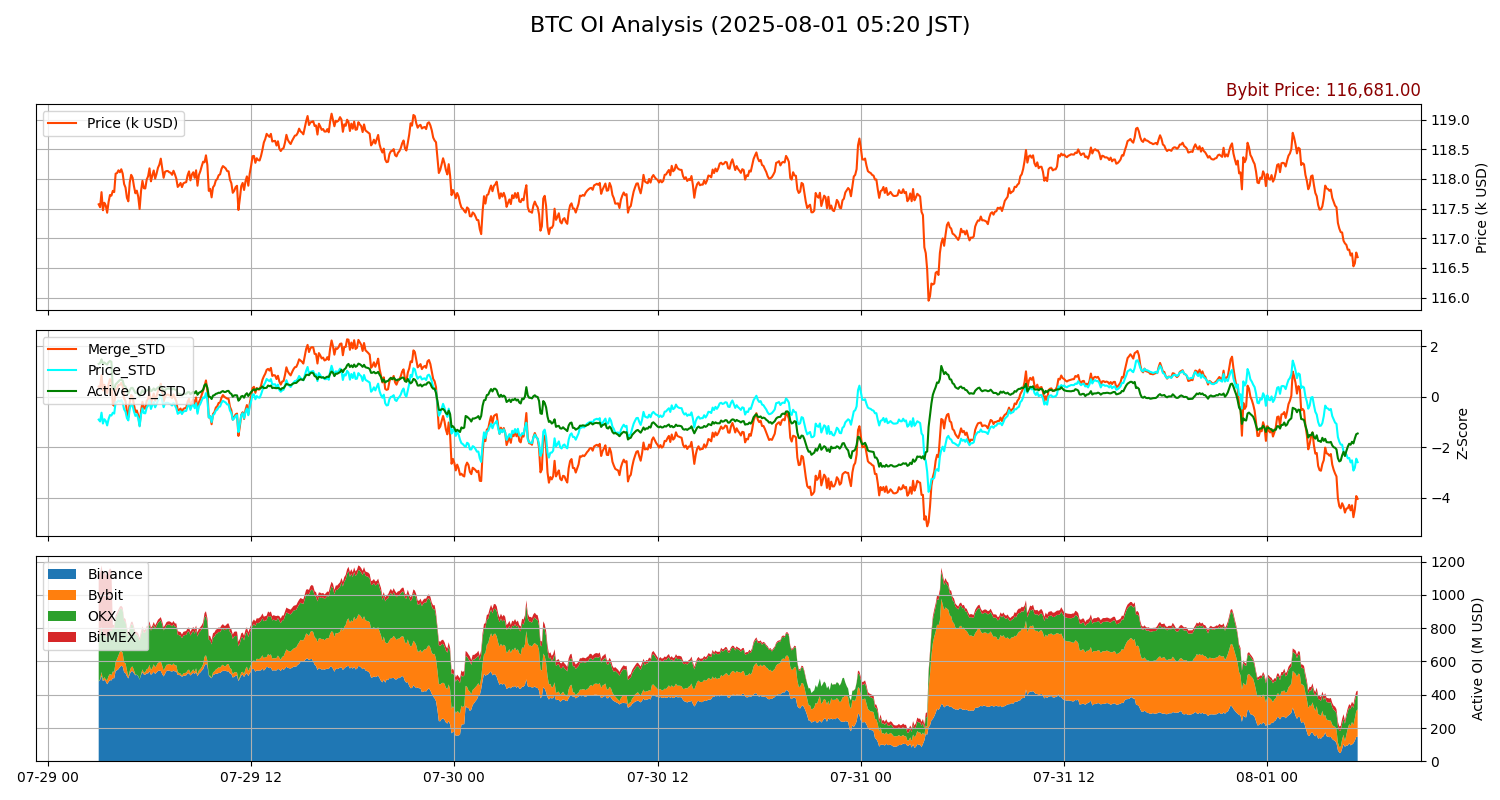 BTC OI Analysis (2025-08-01 05:20 JST)
Bybit Price: 116,681.00
Price (k USD)
119.0
118.5
118.0
117.5
117.0
116.5
116.0
Price (k USD)
Merge_STD
Price_STD
Active_OI_STD
2
0
−2
−4
Z-Score
Binance
Bybit
OKX
BitMEX
1200
1000
800
600
400
200
0
Active OI (M USD)
07-29 00
07-29 12
07-30 00
07-30 12
07-31 00
07-31 12
08-01 00